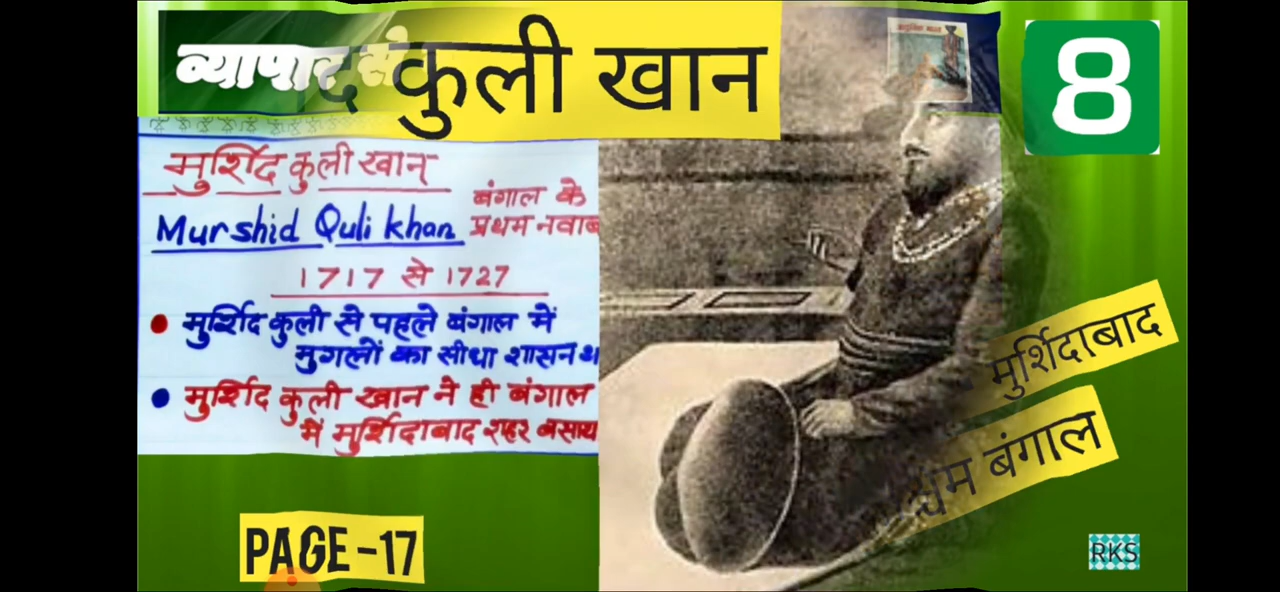 व्यापार सं
द कुली खान
8
मुर्शिद कुली खान
Murshid Quli khan
बंगाल के
प्रथम नवाब
1717 से 1727
मुर्शिद कुली से पहले बंगाल में
मुगलों का सीधा शासन
मुर्शिद कुली खान ने ही बंगाल
में मुर्शिदाबाद शहर बसाय
मुर्शिदाबाद
बंगाल
PAGE -17
RKS